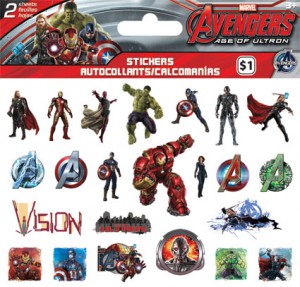 2 sheets
feuilles
hojas
MARVEL
AVENGERS
AGE OF ULTRON
3+
STICKERS
AUTOCOLLANTS/CALCOMANÍAS
$1
VISION